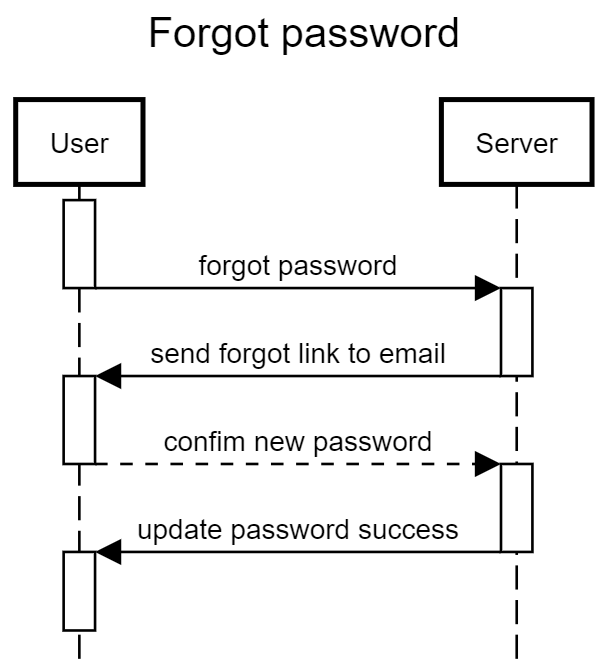 Forgot password
User
Server
forgot password
send forgot link to email
confim new password
update password success